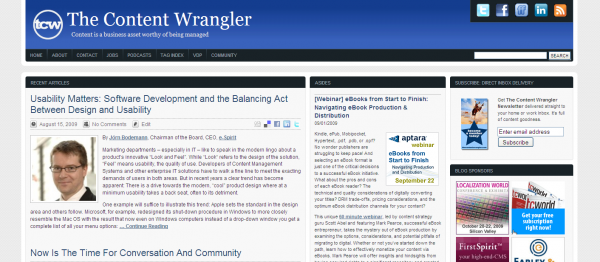 tcw
The Content Wrangler
Content is a business asset worthy of being managed
HOME ABOUT CONTACT JOBS PODCASTS TAG INDEX VDP COMMUNITY
SEARCH
RECENT ARTICLES
Usability Matters: Software Development and the Balancing Act
Between Design and Usability
August 15, 2009 No Comments Edit
By Jörn Bodemann, Chairman of the Board, CEO, e-Spirit
Marketing departments -- especially in IT -- like to speak in the modern lingo about a
product's innovative "Look and Feel". While "Look" refers to the design of the solution,
"Feel" means usability, the quality of use. Developers of Content Management
Systems and other enterprise IT solutions have to walk a fine line to meet the exacting
demands of users in both areas. But in recent years a clear trend has become
apparent: There is a drive towards the modern, "cool" product design where at a
minimum usability takes a back seat, often to its detriment.
One example will suffice to illustrate this trend: Apple sets the standard in the design
area and others follow. Microsoft, for example, redesigned its shut-down procedure in Windows to more closely
resemble the Mac OS with the result that now even on Windows computers instead of a drop-down window you get a
complete list of all your menu options: ... Continue Reading
Now Is The Time For Conversation And Community
ASIDES
[Webinar] eBooks from Start to Finish:
Navigating eBook Production &
Distribution
09/01/2009
Kindle, ePub, Mobipocket,
Hypertext, .pdf, .pdb, or .opf?
No wonder publishers are
struggling to keep pace! And
selecting an eBook format is
just one of the critical decisions
to a successful eBook initiative.
What about the pros and
cons of each eReader? The
technical and quality considerations of digitally converting
your titles? DRM trade-offs, pricing considerations, and the
optimum eBook distribution channels for your content?
aptara
webinar
eBooks from
Start to Finish
Navigating Production
and Distribution
September 22
This unique 60 minute webinar, led by content strategy
guru Scott Abel and featuring Mark Pearce, successful eBook
entrepreneur, takes the mystery out of eBook production by
examining the options, considerations, and potential pitfalls
of migrating to digital. Whether or not you've started down the
path, learn how to effectively monetize your content via
eBooks. Mark Pearce will offer insights and hindsights from
SUBSCRIBE: DIRECT INBOX DELIVERY
Get The Content Wrangler
Newsletter delivered straight
to your home or work inbox. It's
full of content goodness.
Enter email address
Subscribe
BLOG SPONSORS
LOCALIZATION WORLD
October 20-22, 2009
Silicon Valley
Get your free
subscription
right now!
FirstSpirit™
your high-end-CMS
EARLEY &